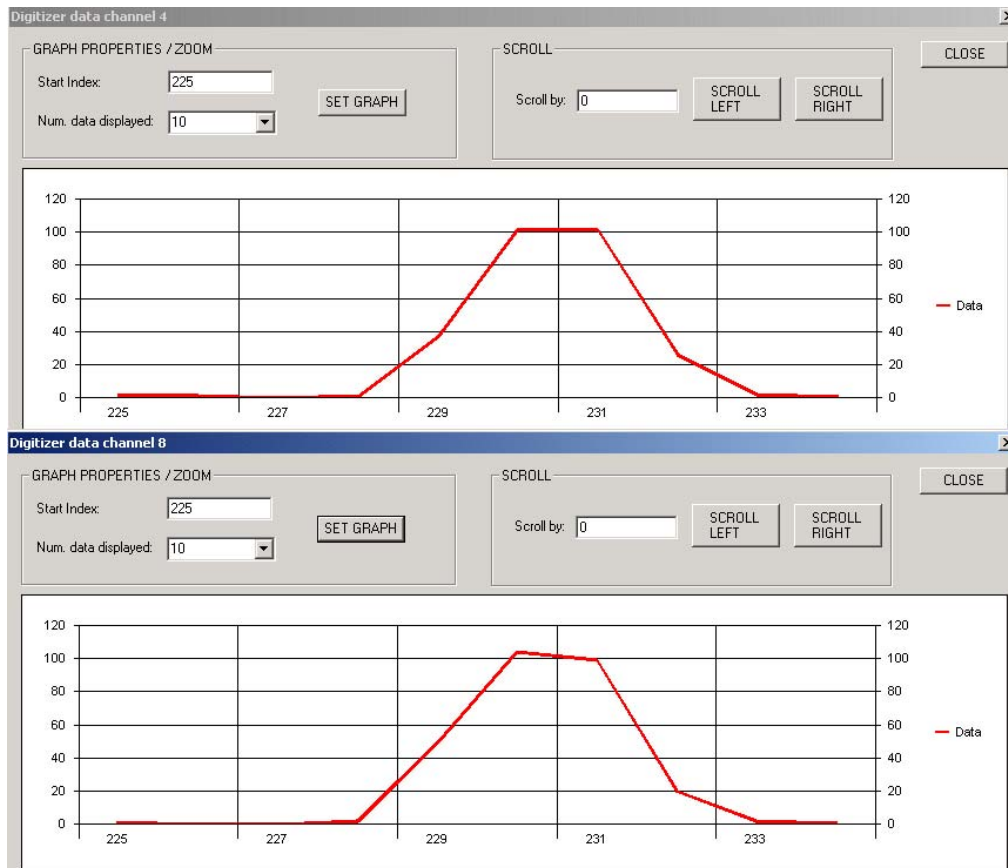 Digitizer data channel 4
GRAPH PROPERTIES / ZOOM
Start Index: 225
Num. data displayed: 10
SET GRAPH
SCROLL
Scroll by: 0
SCROLL LEFT
SCROLL RIGHT
CLOSE
120 120
100 100
80 80
60 60
40 40
20 20
0 0
225 227 229 231 233
Data
Digitizer data channel 8
GRAPH PROPERTIES / ZOOM
Start Index: 225
Num. data displayed: 10
SET GRAPH
SCROLL
Scroll by: 0
SCROLL LEFT
SCROLL RIGHT
CLOSE
120 120
100 100
80 80
60 60
40 40
20 20
0 0
225 227 229 231 233
Data